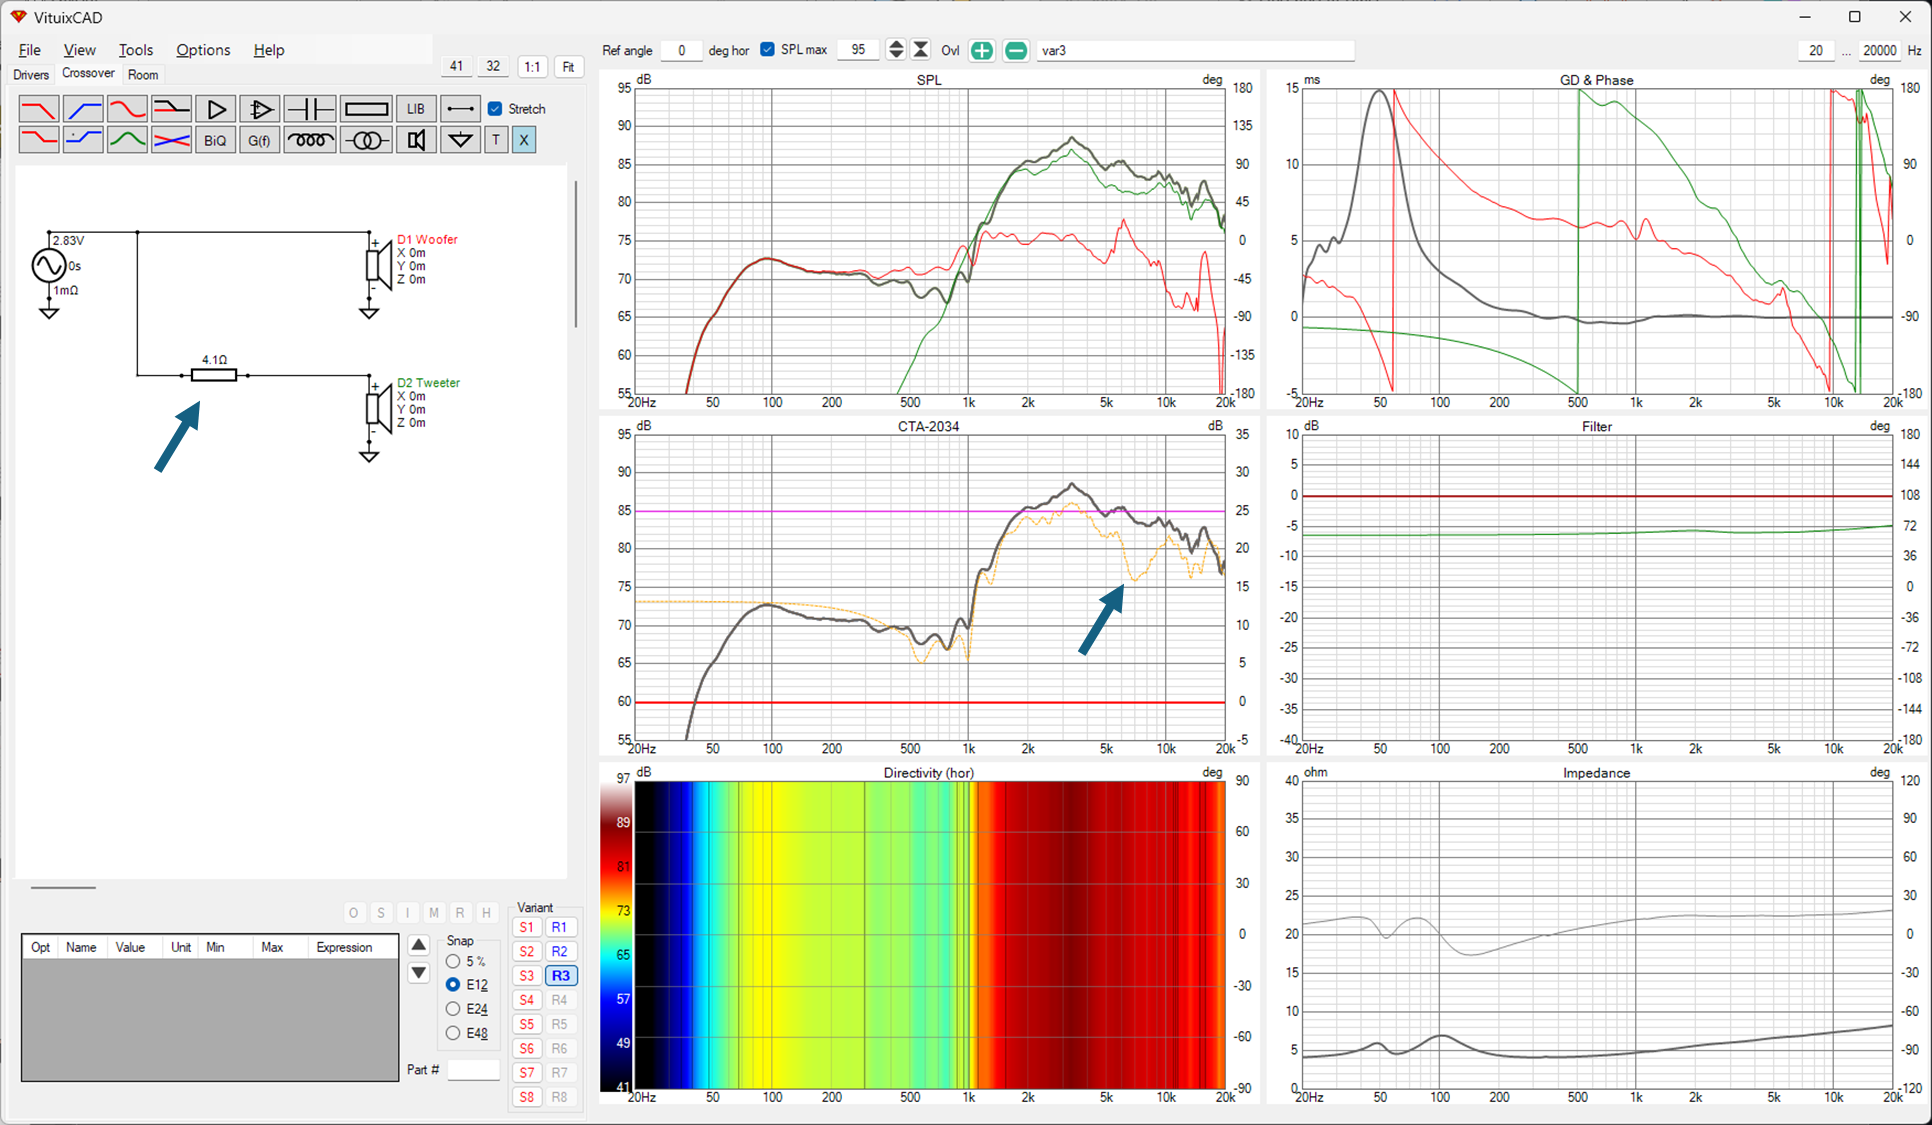 VituixCAD
File View Tools Options Help
Drivers Crossover Room
41 32 1:1 Fit
Ref angle 0 deg hor SPL max 95 Ovl var3 20 ... 20000 Hz
LIB Stretch
BiQ G(f) T X
2.83V
0s
1mΩ
+
-
D1 Woofer
X 0m
Y 0m
Z 0m
4.1Ω
+
-
D2 Tweeter
X 0m
Y 0m
Z 0m
O S I M R H
Opt Name Value Unit Min Max Expression
Snap
5 %
E12
E24
E48
Part #
Variant
S1 R1
S2 R2
S3 R3
S4 R4
S5 R5
S6 R6
S7 R7
S8 R8
dB SPL deg
95 90 85 80 75 70 65 60 55
180 135 90 45 0 -45 -90 -135 -180
20Hz 50 100 200 500 1k 2k 5k 10k 20k
ms GD & Phase deg
15 10 5 0 -5
180 90 0 -90 -180
20Hz 50 100 200 500 1k 2k 5k 10k 20k
dB CTA-2034 dB
95 90 85 80 75 70 65 60 55
35 30 25 20 15 10 5 0 -5
20Hz 50 100 200 500 1k 2k 5k 10k 20k
dB Filter deg
10 5 0 -5 -10 -15 -20 -25 -30 -35 -40
180 144 108 72 36 0 -36 -72 -108 -144 -180
20Hz 50 100 200 500 1k 2k 5k 10k 20k
dB Directivity (hor) deg
97 89 81 73 65 57 49 41
90 60 30 0 -30 -60 -90
20Hz 50 100 200 500 1k 2k 5k 10k 20k
ohm Impedance deg
40 35 30 25 20 15 10 5 0
120 90 60 30 0 -30 -60 -90 -120
20Hz 50 100 200 500 1k 2k 5k 10k 20k